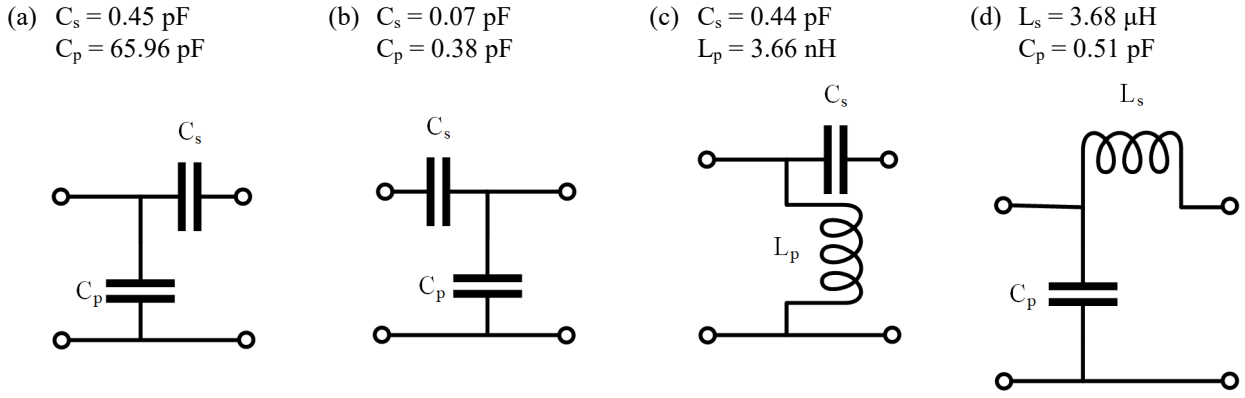 (a) Cₛ = 0.45 pF
Cₚ = 65.96 pF
(b) Cₛ = 0.07 pF
Cₚ = 0.38 pF
(c) Cₛ = 0.44 pF
Lₚ = 3.66 nH
(d) Lₛ = 3.68 μH
Cₚ = 0.51 pF
Cₛ
Cₚ
Cₛ
Cₚ
Cₛ
Lₚ
Lₛ
Cₚ